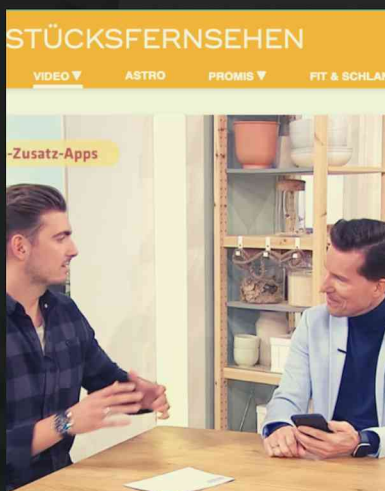 STÜCKSFERNSEHEN
VIDEO ▼ ASTRO PROMIS ▼ FIT & SCHLAN
-Zusatz-Apps